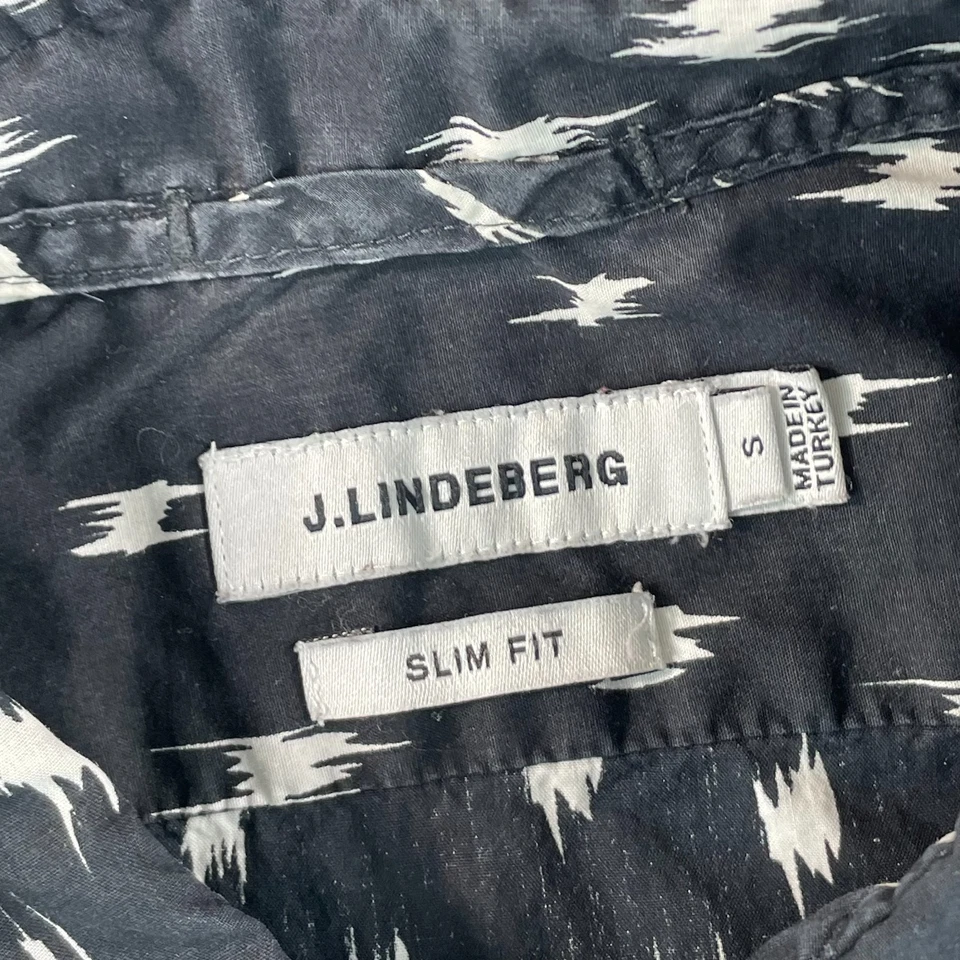 J.LINDEBERG
S
MADE IN
TURKEY
SLIM FIT